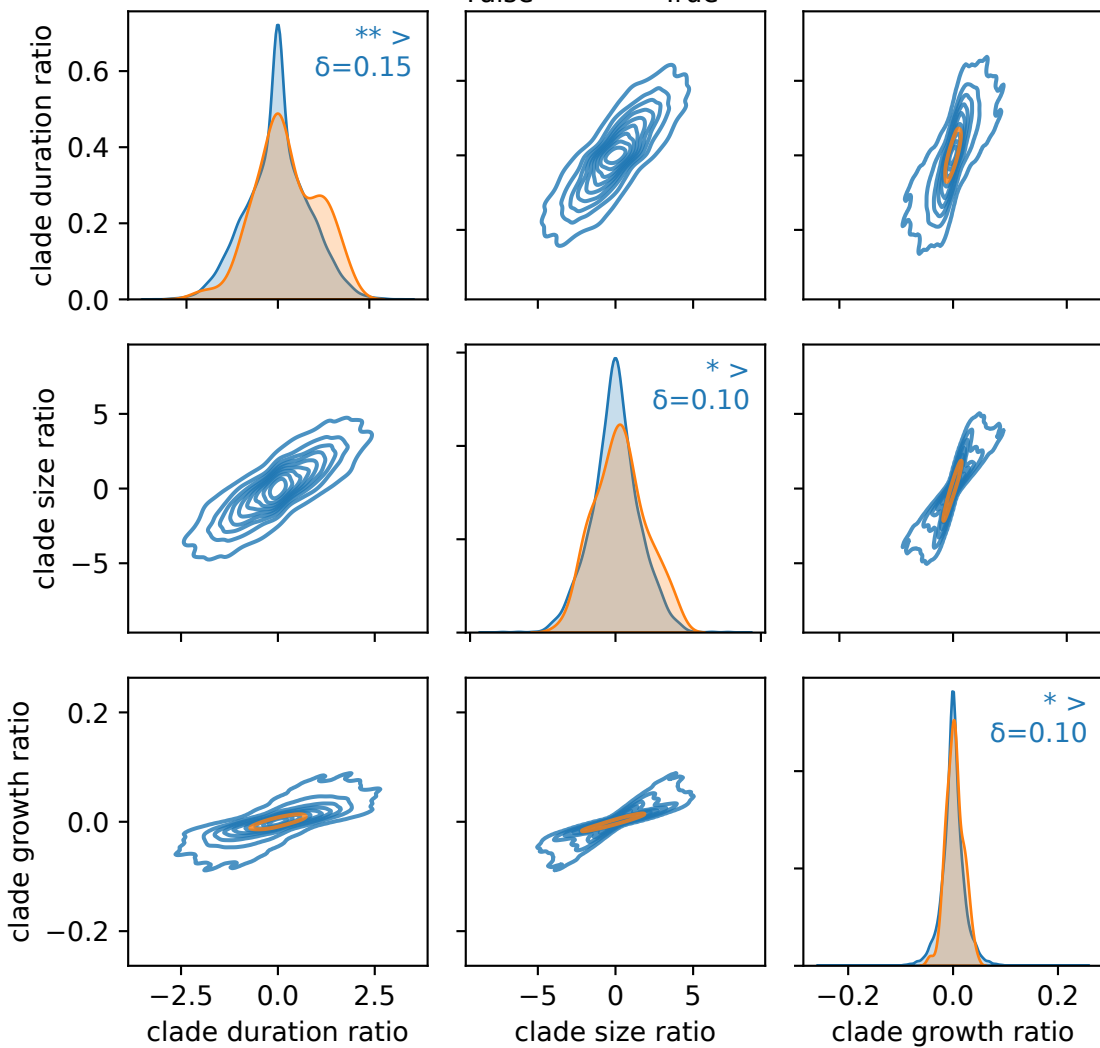 raise True
clade duration ratio
0.6
0.4
0.2
0.0
** >
δ=0.15
clade size ratio
5
0
−5
* >
δ=0.10
clade growth ratio
0.2
0.0
−0.2
* >
δ=0.10
−2.5 0.0 2.5
−5 0 5
−0.2 0.0 0.2
clade duration ratio
clade size ratio
clade growth ratio